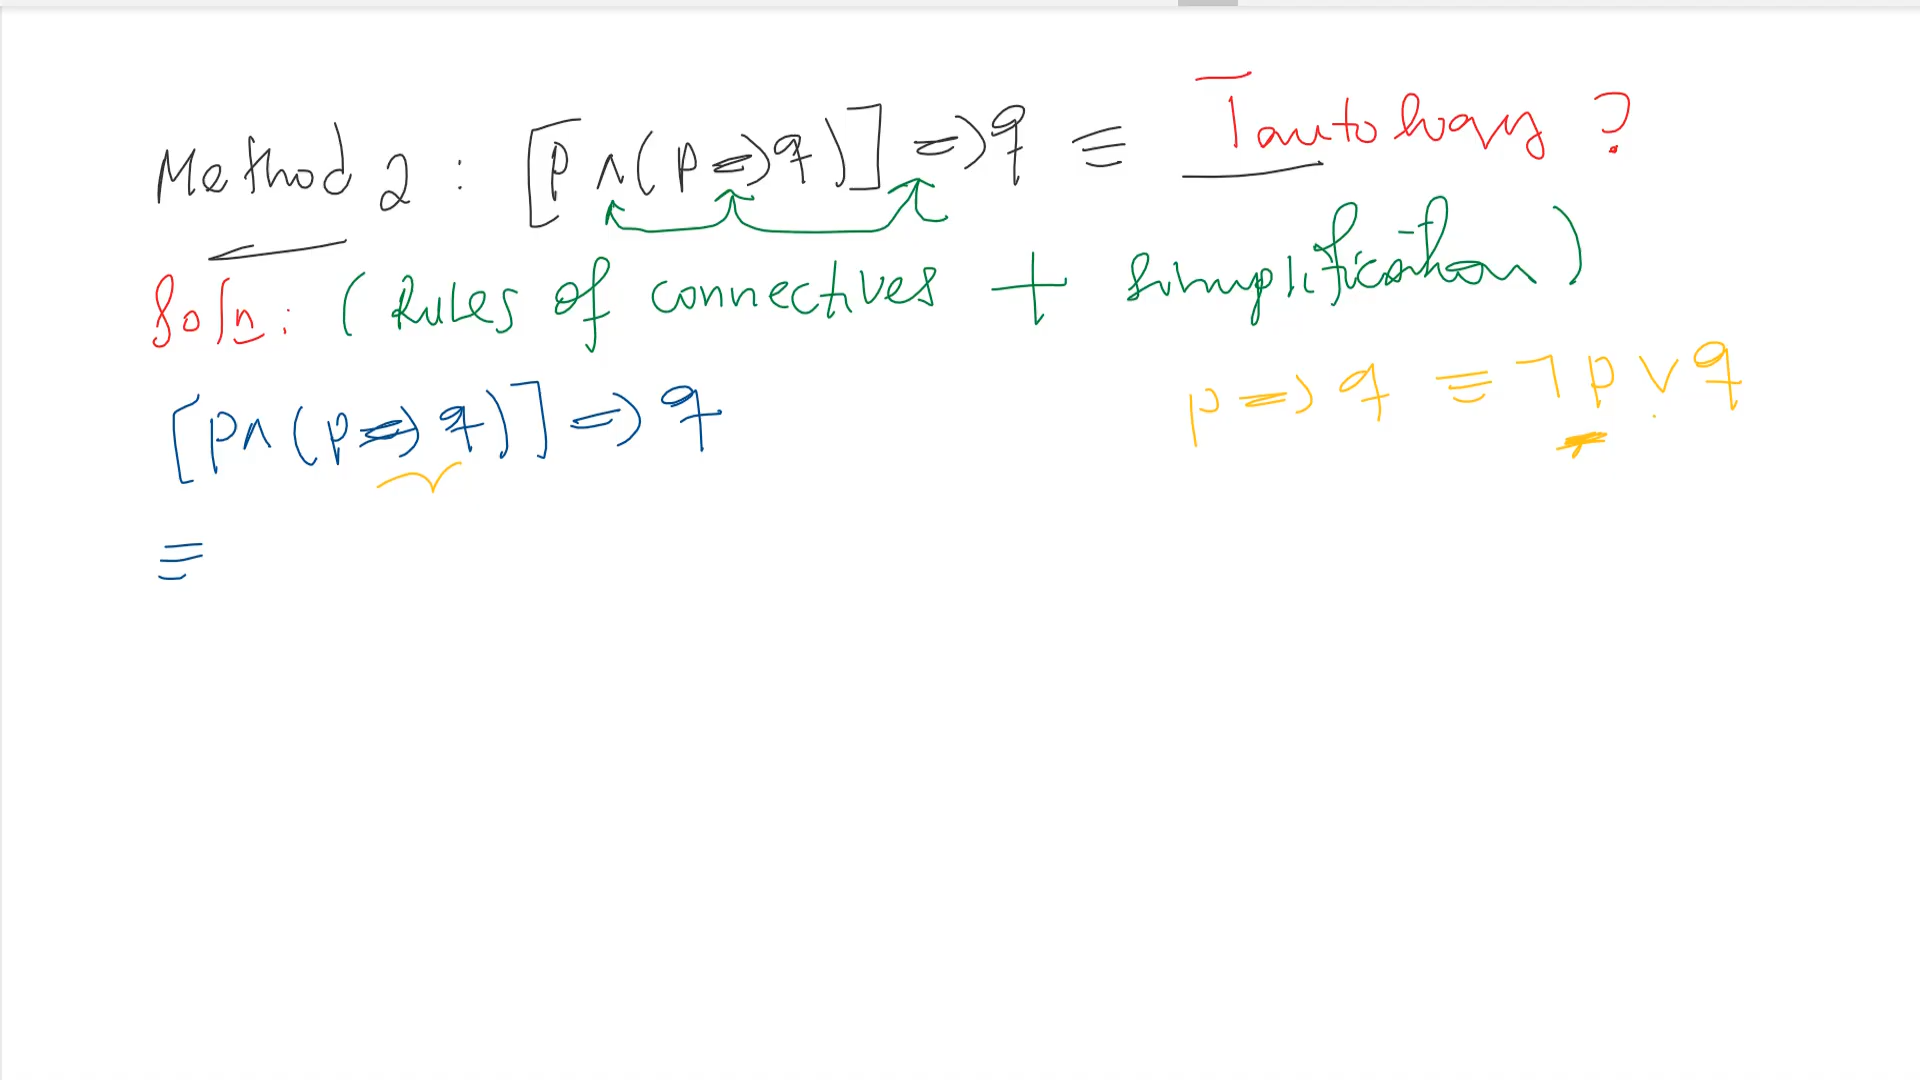 Method 2 : [p ∧ (p ⇒ q)] ⇒ q ≡ Tautology ?
Soln: (Rules of connectives + simplification)
[p ∧ (p ⇒ q)] ⇒ q
p ⇒ q ≡ ¬p ∨ q
≡